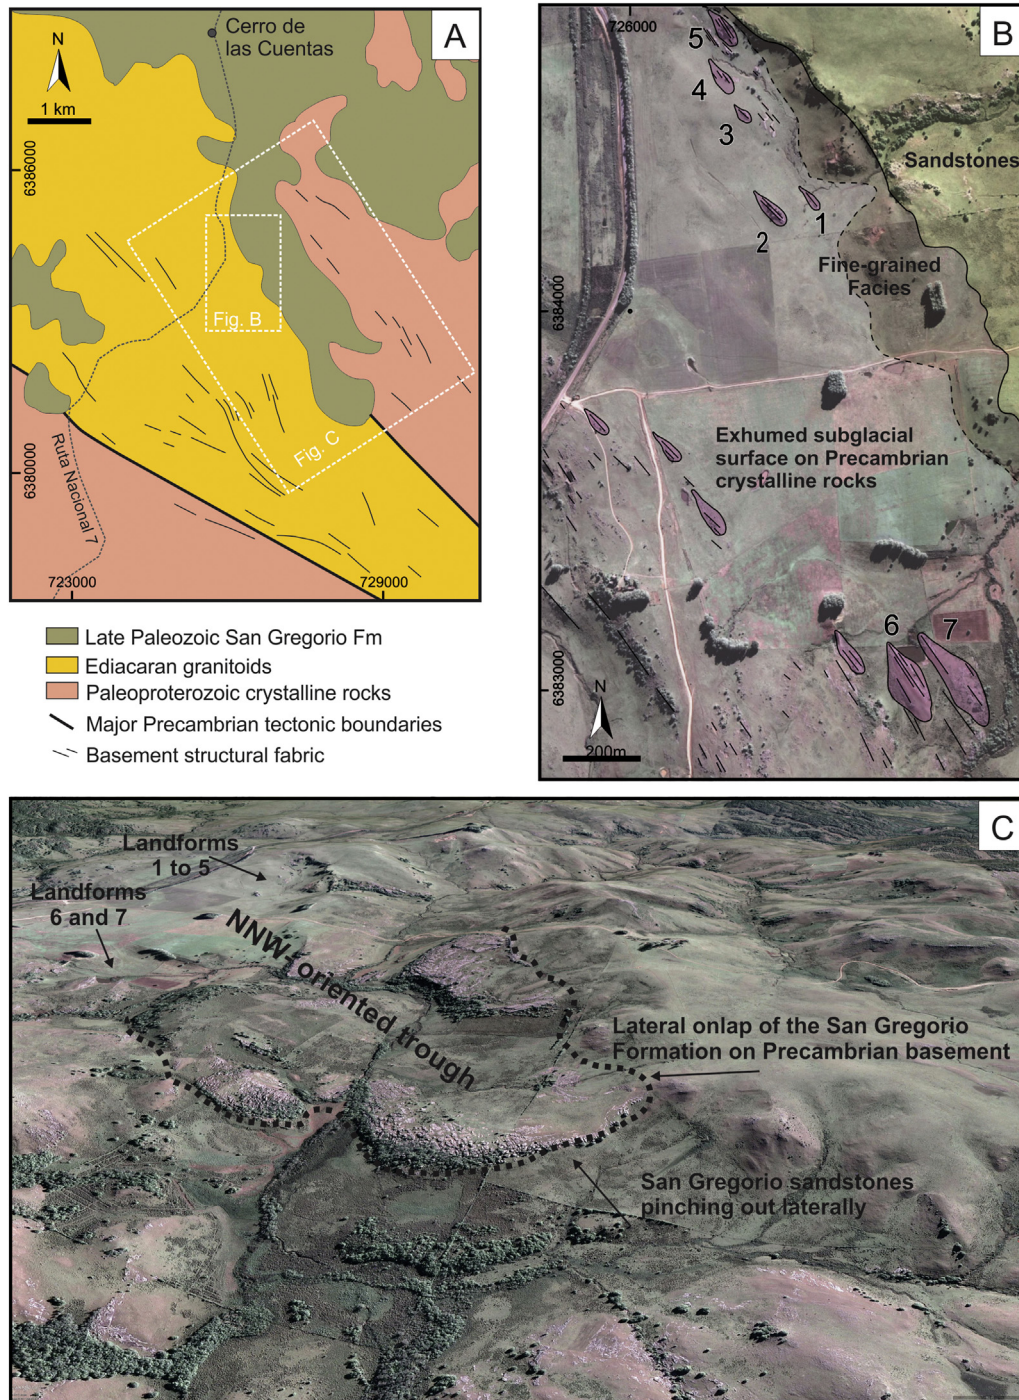 A
Cerro de
las Cuentas
N
1 km
6386000
Fig. B
Fig. C
6380000
Ruta Nacional 7
723000
729000
Late Paleozoic San Gregorio Fm
Ediacaran granitoids
Paleoproterozoic crystalline rocks
Major Precambrian tectonic boundaries
Basement structural fabric
B
726000
5
4
3
Sandstones
1
2
Fine-grained
Facies
6384000
Exhumed subglacial
surface on Precambrian
crystalline rocks
6
7
6383000
N
200m
C
Landforms
1 to 5
Landforms
6 and 7
NNW-oriented trough
Lateral onlap of the San Gregorio
Formation on Precambrian basement
San Gregorio sandstones
pinching out laterally